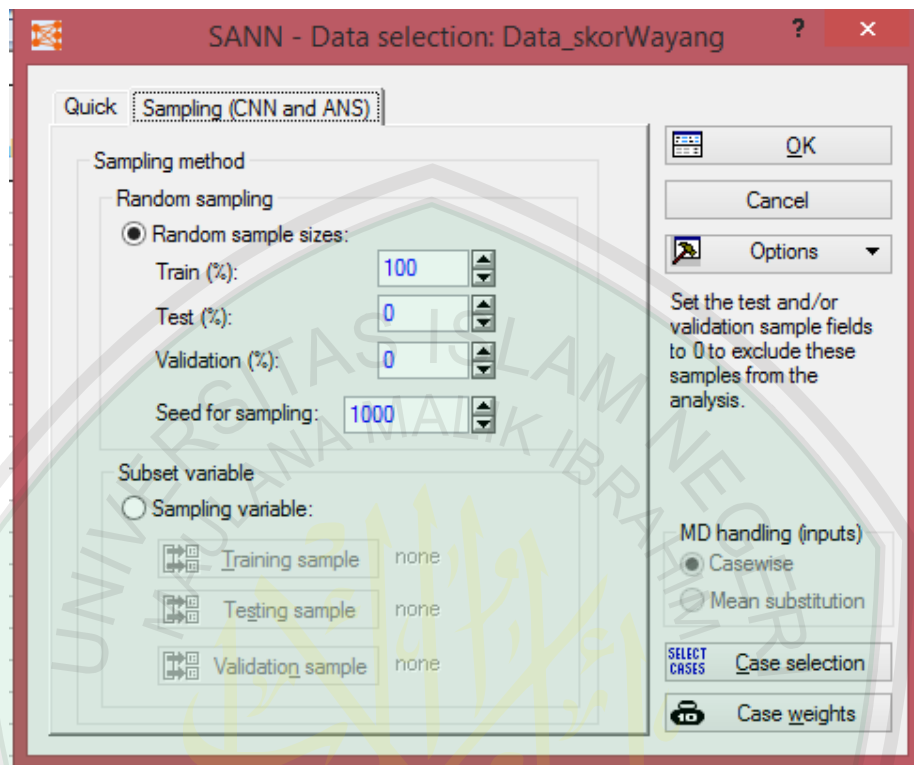 SANN - Data selection: Data_skorWayang
?
×
Quick
Sampling (CNN and ANS)
Sampling method
Random sampling
Random sample sizes:
Train (%): 100
Test (%): 0
Validation (%): 0
Seed for sampling: 1000
Subset variable
Sampling variable:
Training sample none
Testing sample none
Validation sample none
OK
Cancel
Options
Set the test and/or
validation sample fields
to 0 to exclude these
samples from the
analysis.
MD handling (inputs)
Casewise
Mean substitution
SELECT
CASES
Case selection
Case weights
UNIVERSITAS ISLAM NEGERI
MAULANA MALIK IBRAHIM